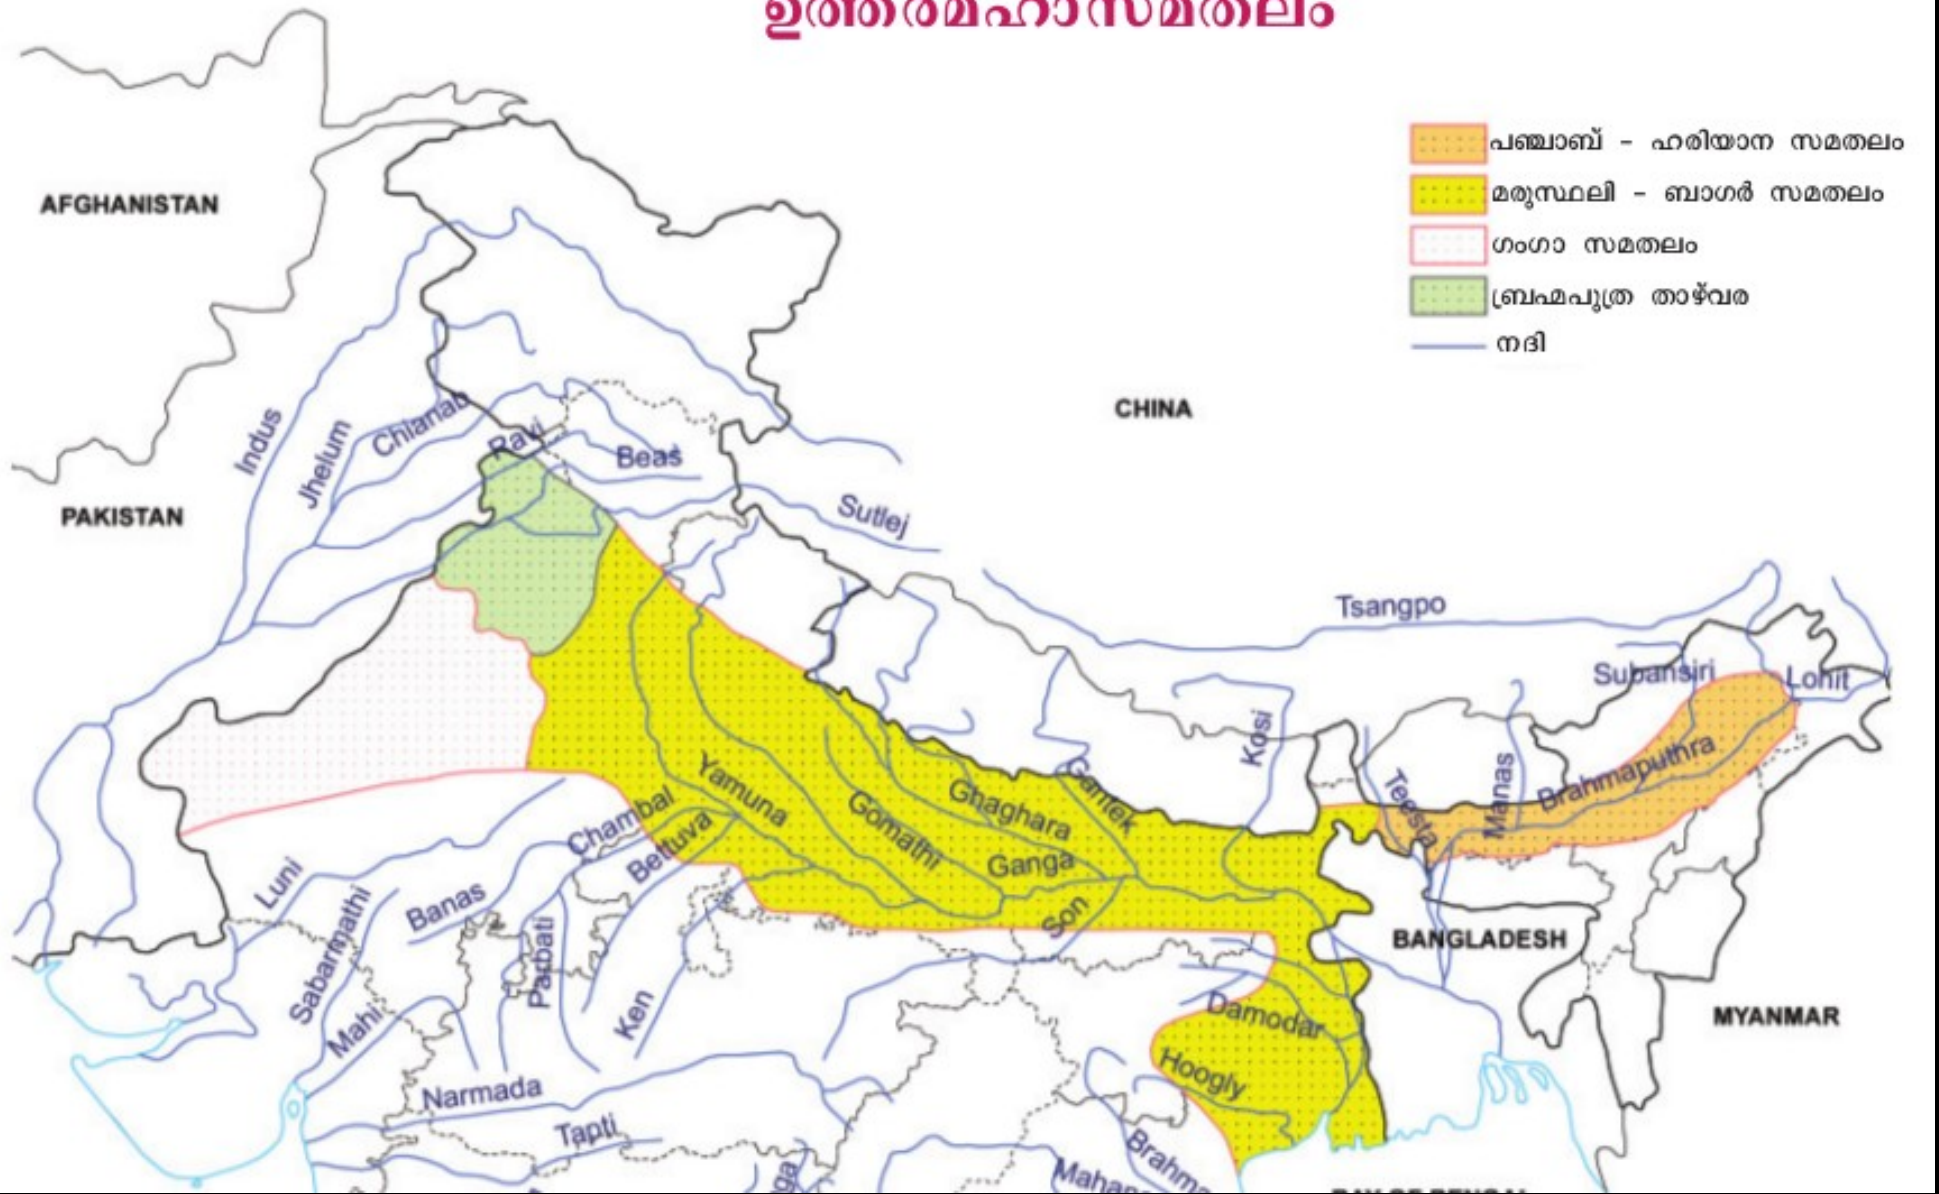 ഉത്തരമഹാസമതലം
പഞ്ചാബ് – ഹരിയാന സമതലം
മരുസ്ഥലി – ബാഗർ സമതലം
ഗംഗാ സമതലം
ബ്രഹ്മപുത്ര താഴ്‌വര
നദി
AFGHANISTAN
CHINA
PAKISTAN
Indus
Jhelum
Chianab
Ravi
Beas
Sutlej
Tsangpo
Subansiri
Lohit
Kosi
Teesta
Manas
Brahmaputhra
Yamuna
Gomathi
Ghaghara
Gantek
Ganga
Son
Chambal
Bettuva
Luni
Sabarmathi
Banas
Parbati
Ken
Mahi
BANGLADESH
MYANMAR
Damodar
Hoogly
Narmada
Tapti
Brahma